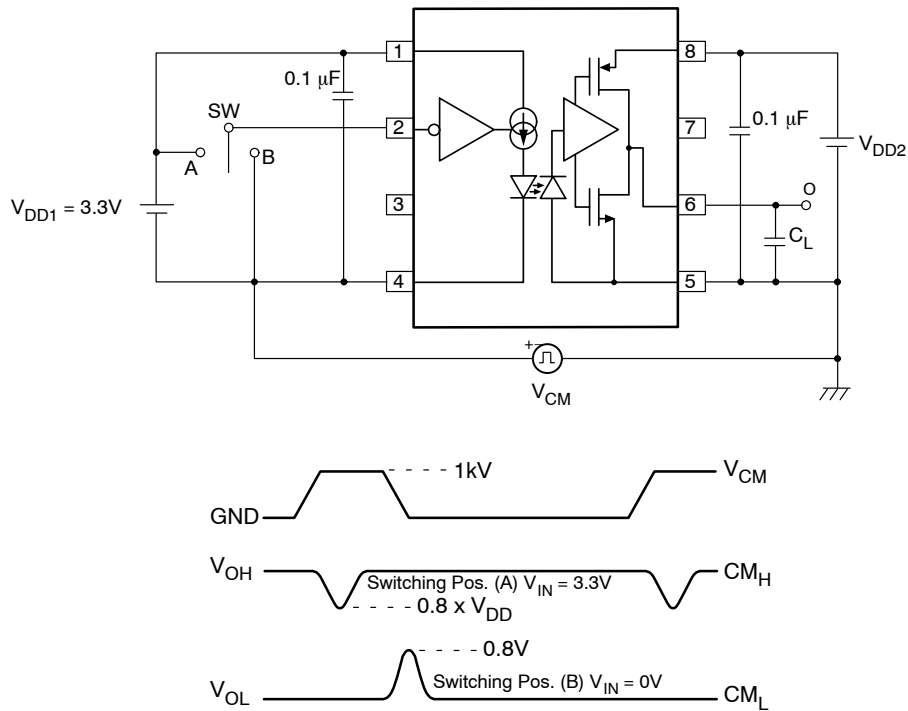 1
8
0.1 μF
SW
2
7
0.1 μF
A
B
V_DD2
V_DD1 = 3.3V
3
6
O
C_L
4
5
+–
V_CM
1kV
V_CM
GND
V_OH
Switching Pos. (A) V_IN = 3.3V
CM_H
0.8 x V_DD
0.8V
Switching Pos. (B) V_IN = 0V
V_OL
CM_L